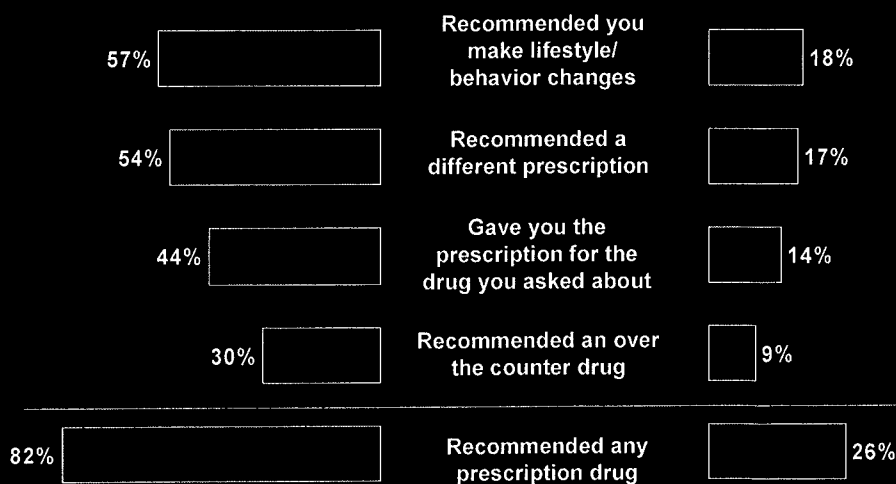 57%
Recommended you
make lifestyle/
behavior changes
18%
54%
Recommended a
different prescription
17%
44%
Gave you the
prescription for the
drug you asked about
14%
30%
Recommended an over
the counter drug
9%
82%
Recommended any
prescription drug
26%